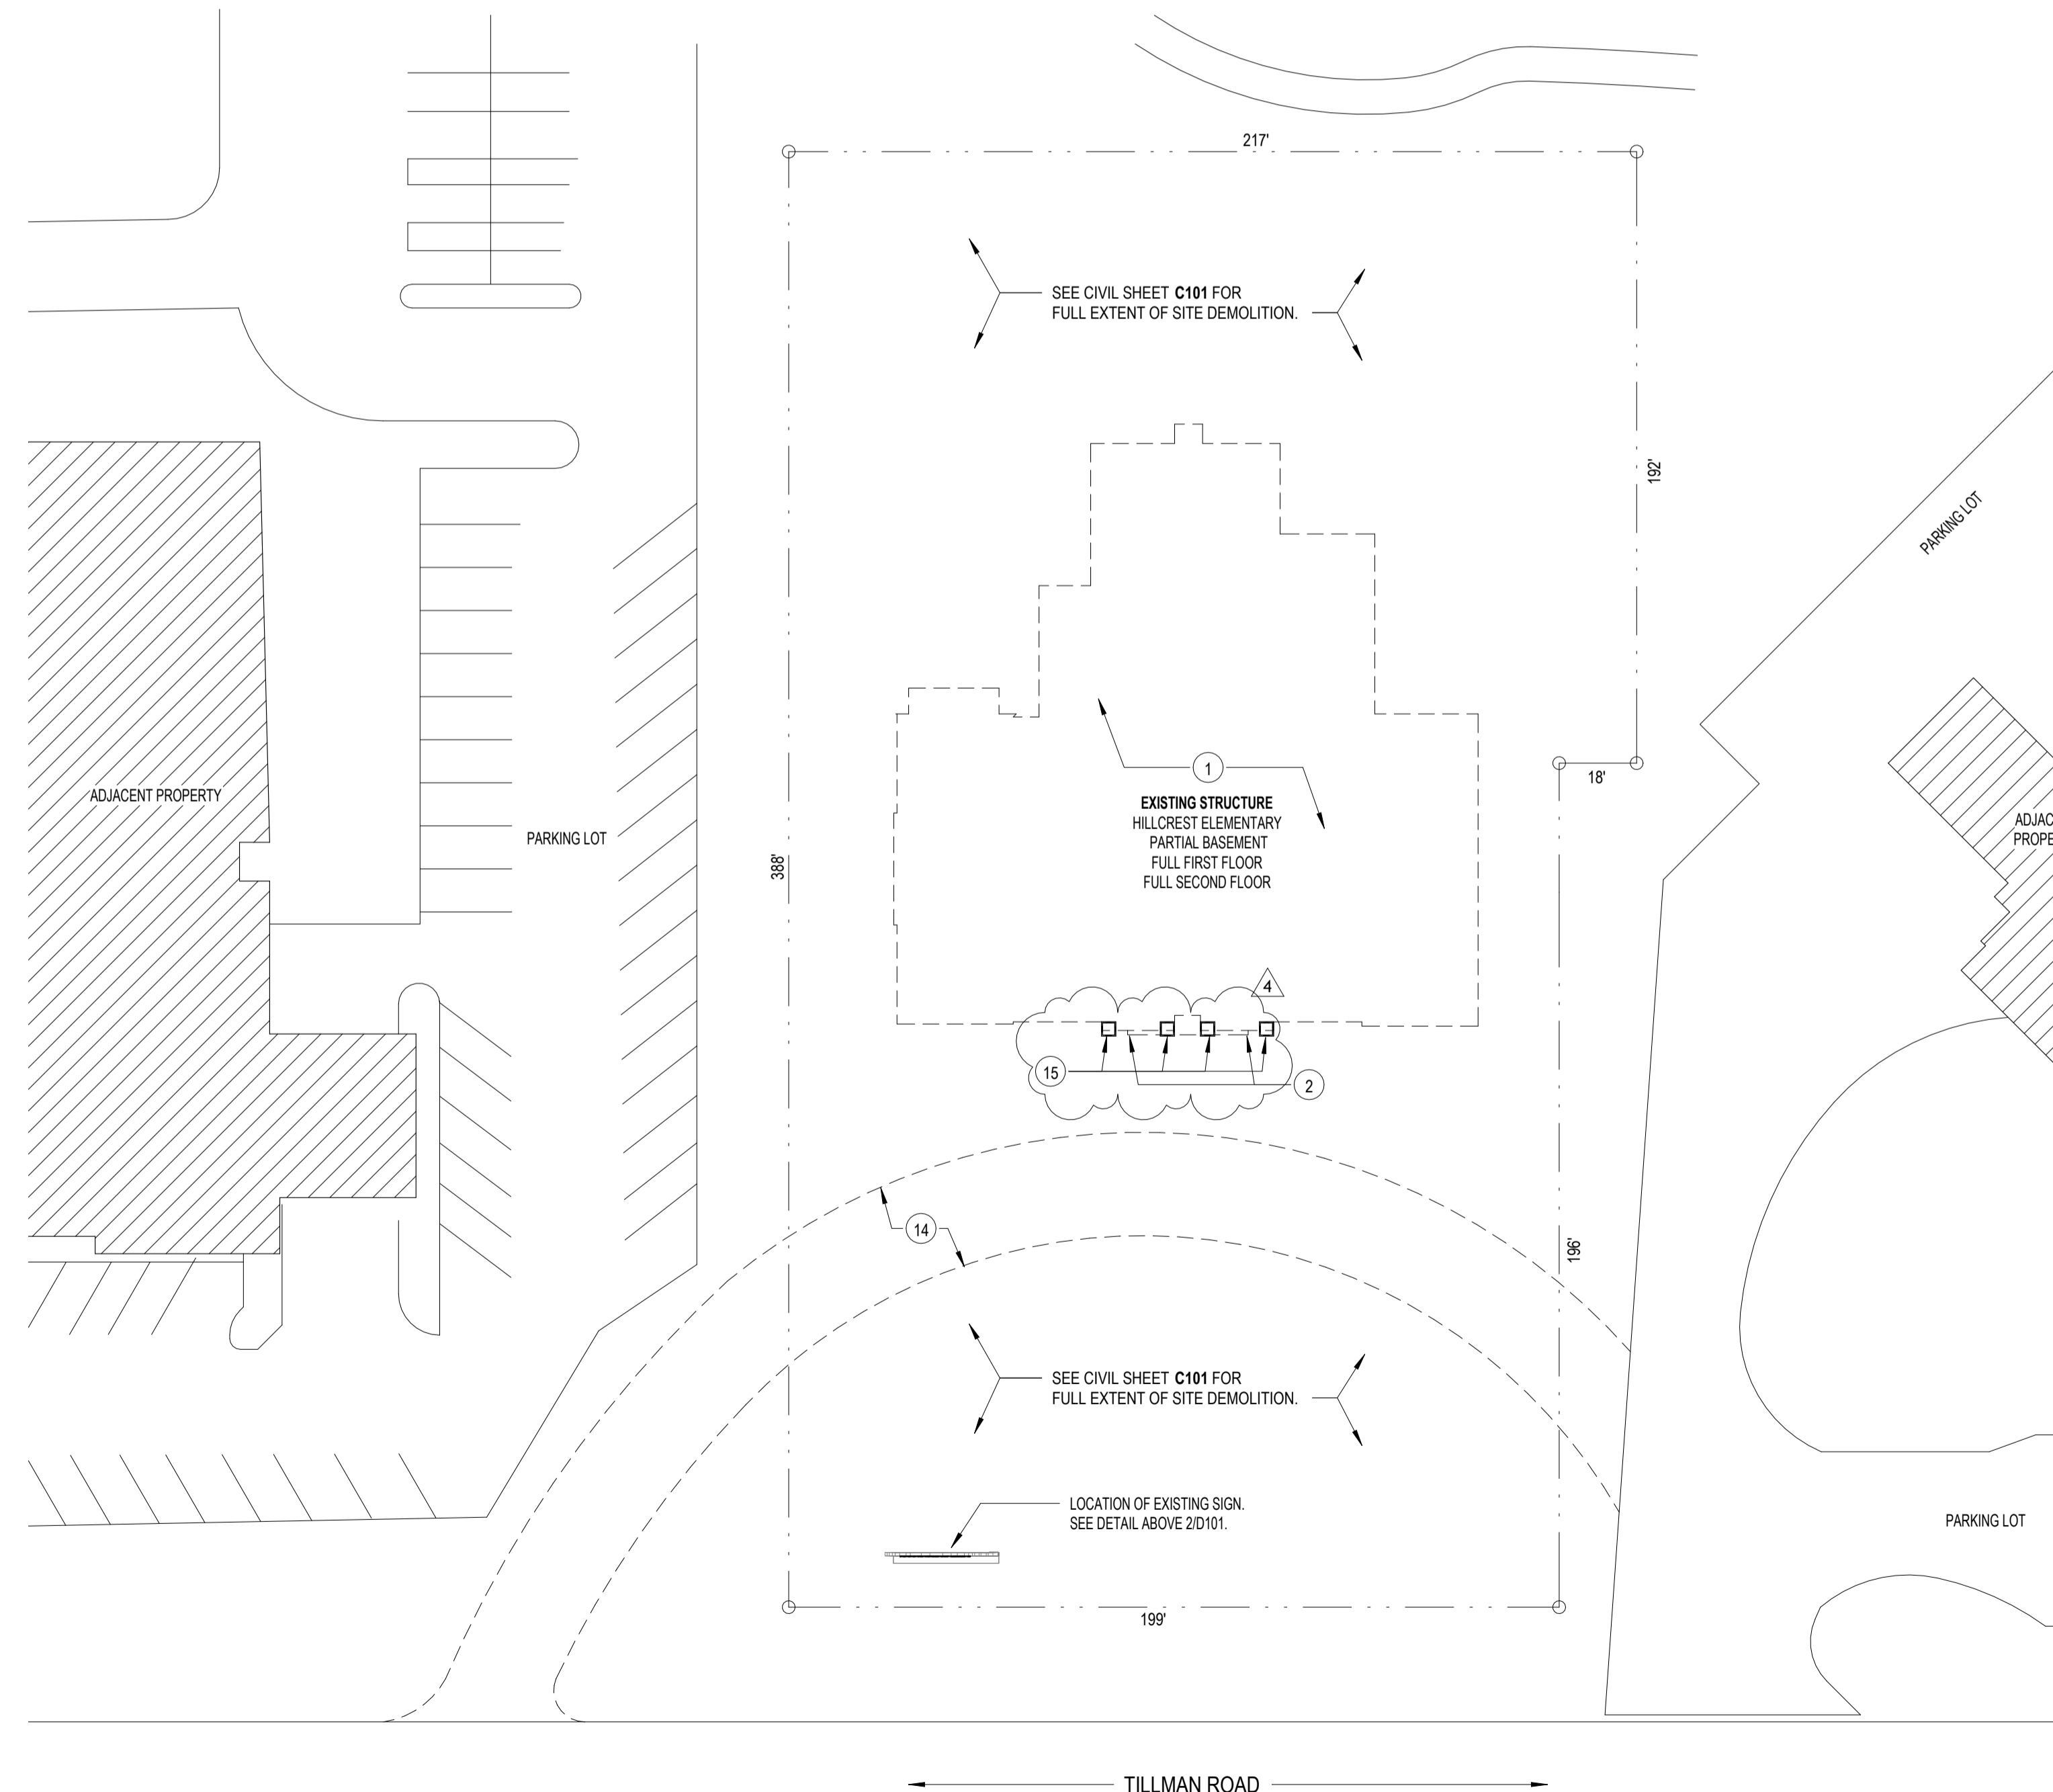 217'
SEE CIVIL SHEET C101 FOR
FULL EXTENT OF SITE DEMOLITION.
192'
PARKING LOT
1
18'
EXISTING STRUCTURE
HILLCREST ELEMENTARY
PARTIAL BASEMENT
FULL FIRST FLOOR
FULL SECOND FLOOR
ADJACENT PROPERTY
PARKING LOT
388'
ADJAC
PROPE
4
15
2
14
196'
SEE CIVIL SHEET C101 FOR
FULL EXTENT OF SITE DEMOLITION.
LOCATION OF EXISTING SIGN.
SEE DETAIL ABOVE 2/D101.
PARKING LOT
199'
TILLMAN ROAD